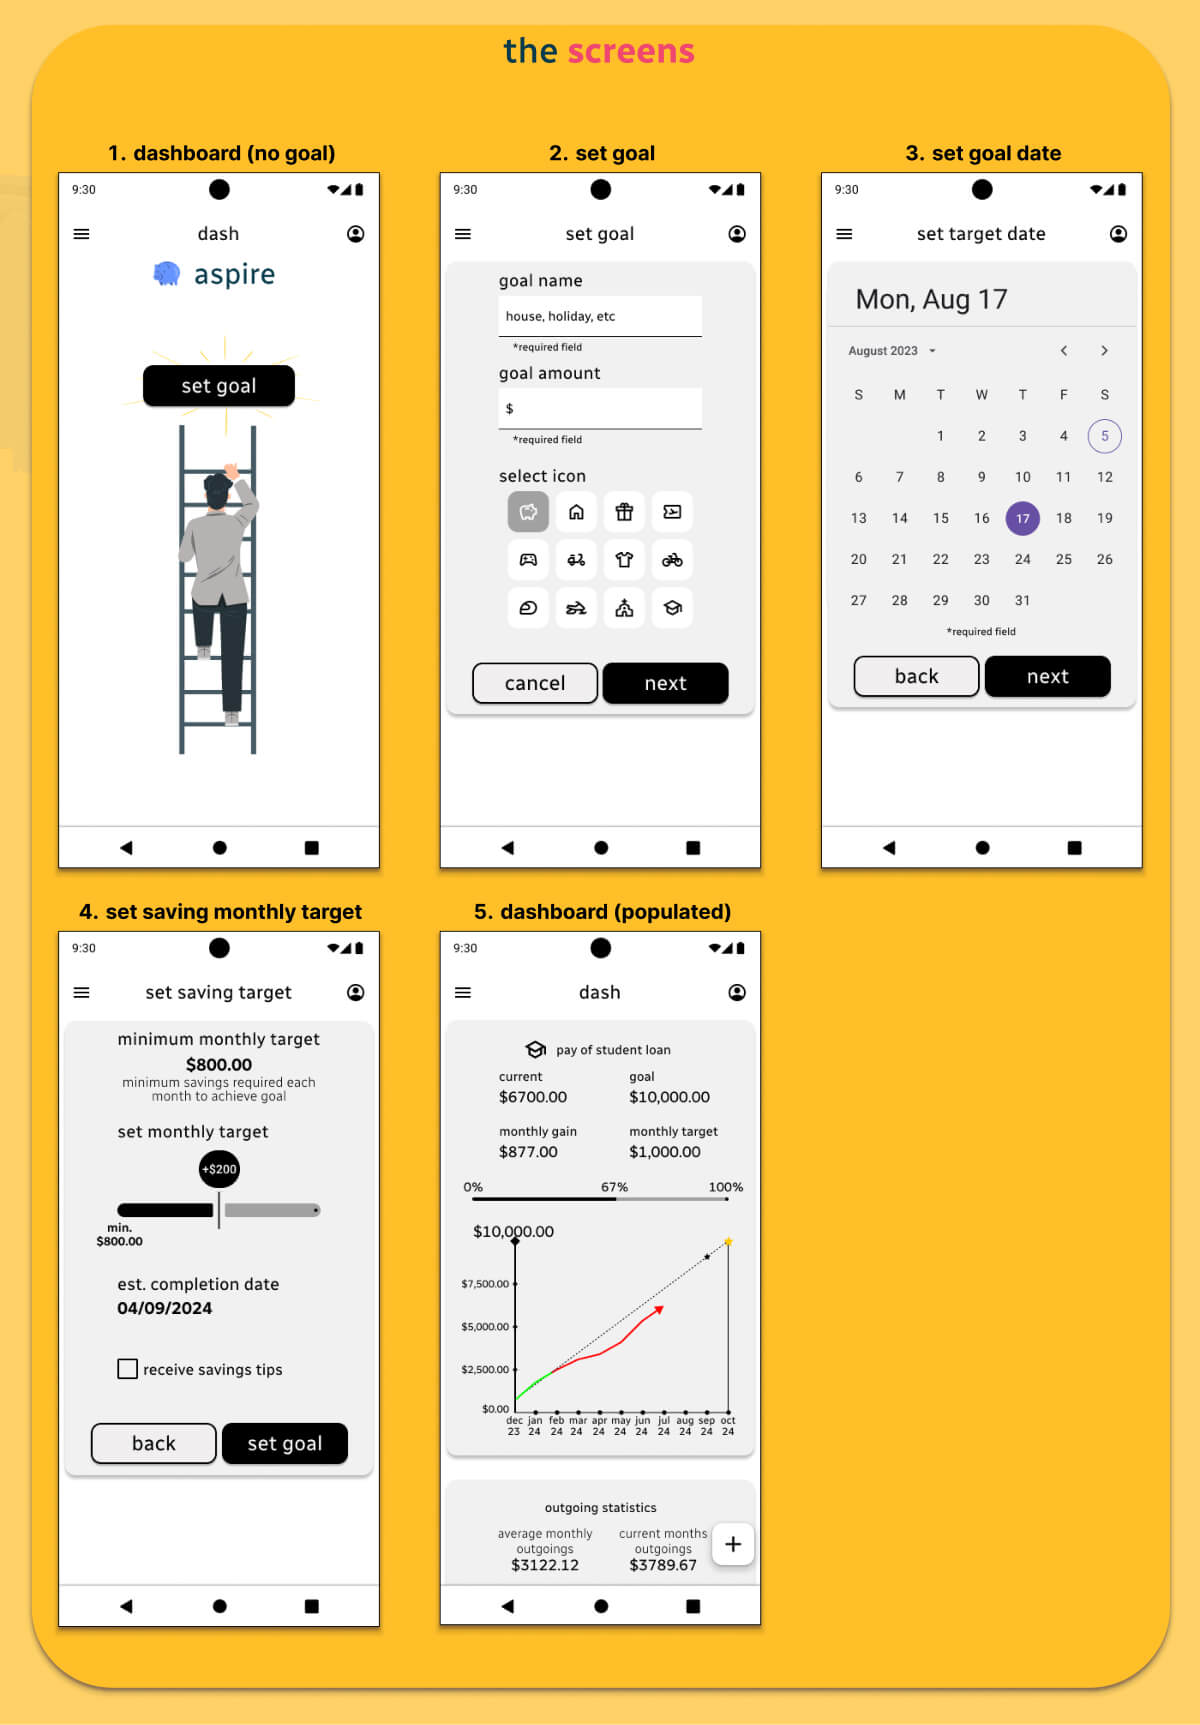 the screens
1. dashboard (no goal)
9:30
dash
aspire
set goal
2. set goal
9:30
set goal
goal name
house, holiday, etc
*required field
goal amount
$
*required field
select icon
cancel
next
3. set goal date
9:30
set target date
Mon, Aug 17
August 2023
S M T W T F S
1 2 3 4 5
6 7 8 9 10 11 12
13 14 15 16 17 18 19
20 21 22 23 24 25 26
27 28 29 30 31
*required field
back
next
4. set saving monthly target
9:30
set saving target
minimum monthly target
$800.00
minimum savings required each
month to achieve goal
set monthly target
+$200
min.
$800.00
est. completion date
04/09/2024
receive savings tips
back
set goal
5. dashboard (populated)
9:30
dash
pay of student loan
current goal
$6700.00 $10,000.00
monthly gain monthly target
$877.00 $1,000.00
0% 67% 100%
$10,000.00
$7,500.00
$5,000.00
$2,500.00
$0.00
dec jan feb mar apr may jun jul aug sep oct
23 24 24 24 24 24 24 24 24 24 24
outgoing statistics
average monthly current months
outgoings outgoings
$3122.12 $3789.67
+